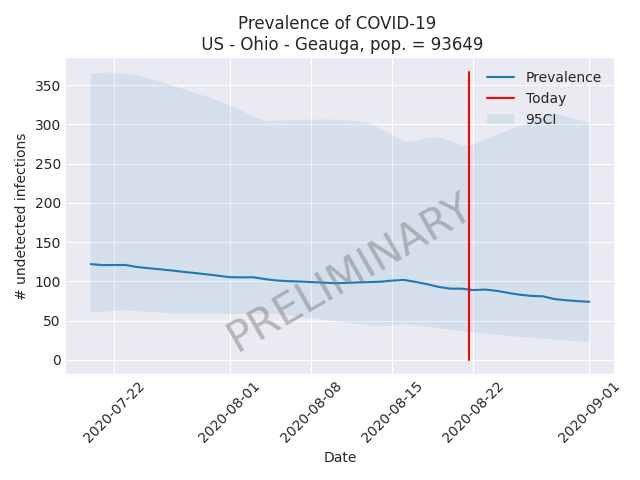 Prevalence of COVID-19
US - Ohio - Geauga, pop. = 93649
# undetected infections
350
300
250
200
150
100
50
0
Prevalence
Today
95CI
PRELIMINARY
2020-07-22
2020-08-01
2020-08-08
2020-08-15
2020-08-22
2020-09-01
Date